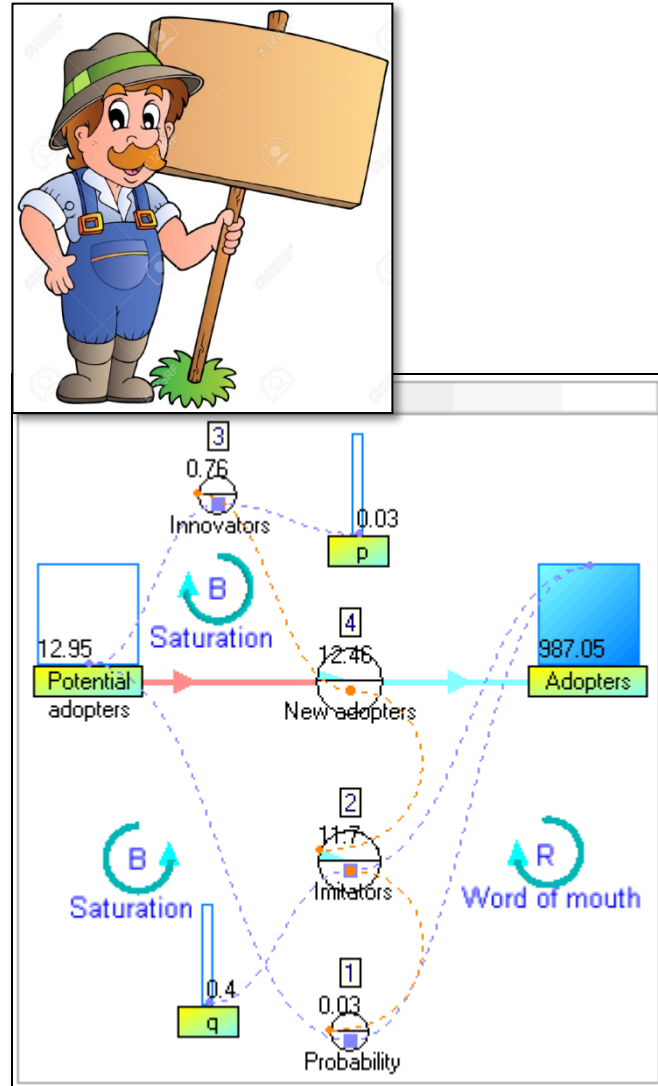 3
0.76
Innovators
0.03
p
B
Saturation
12.95
Potential
adopters
4
12.46
New adopters
987.05
Adopters
2
11.7
Imitators
B
Saturation
R
Word of mouth
0.4
q
1
0.03
Probability